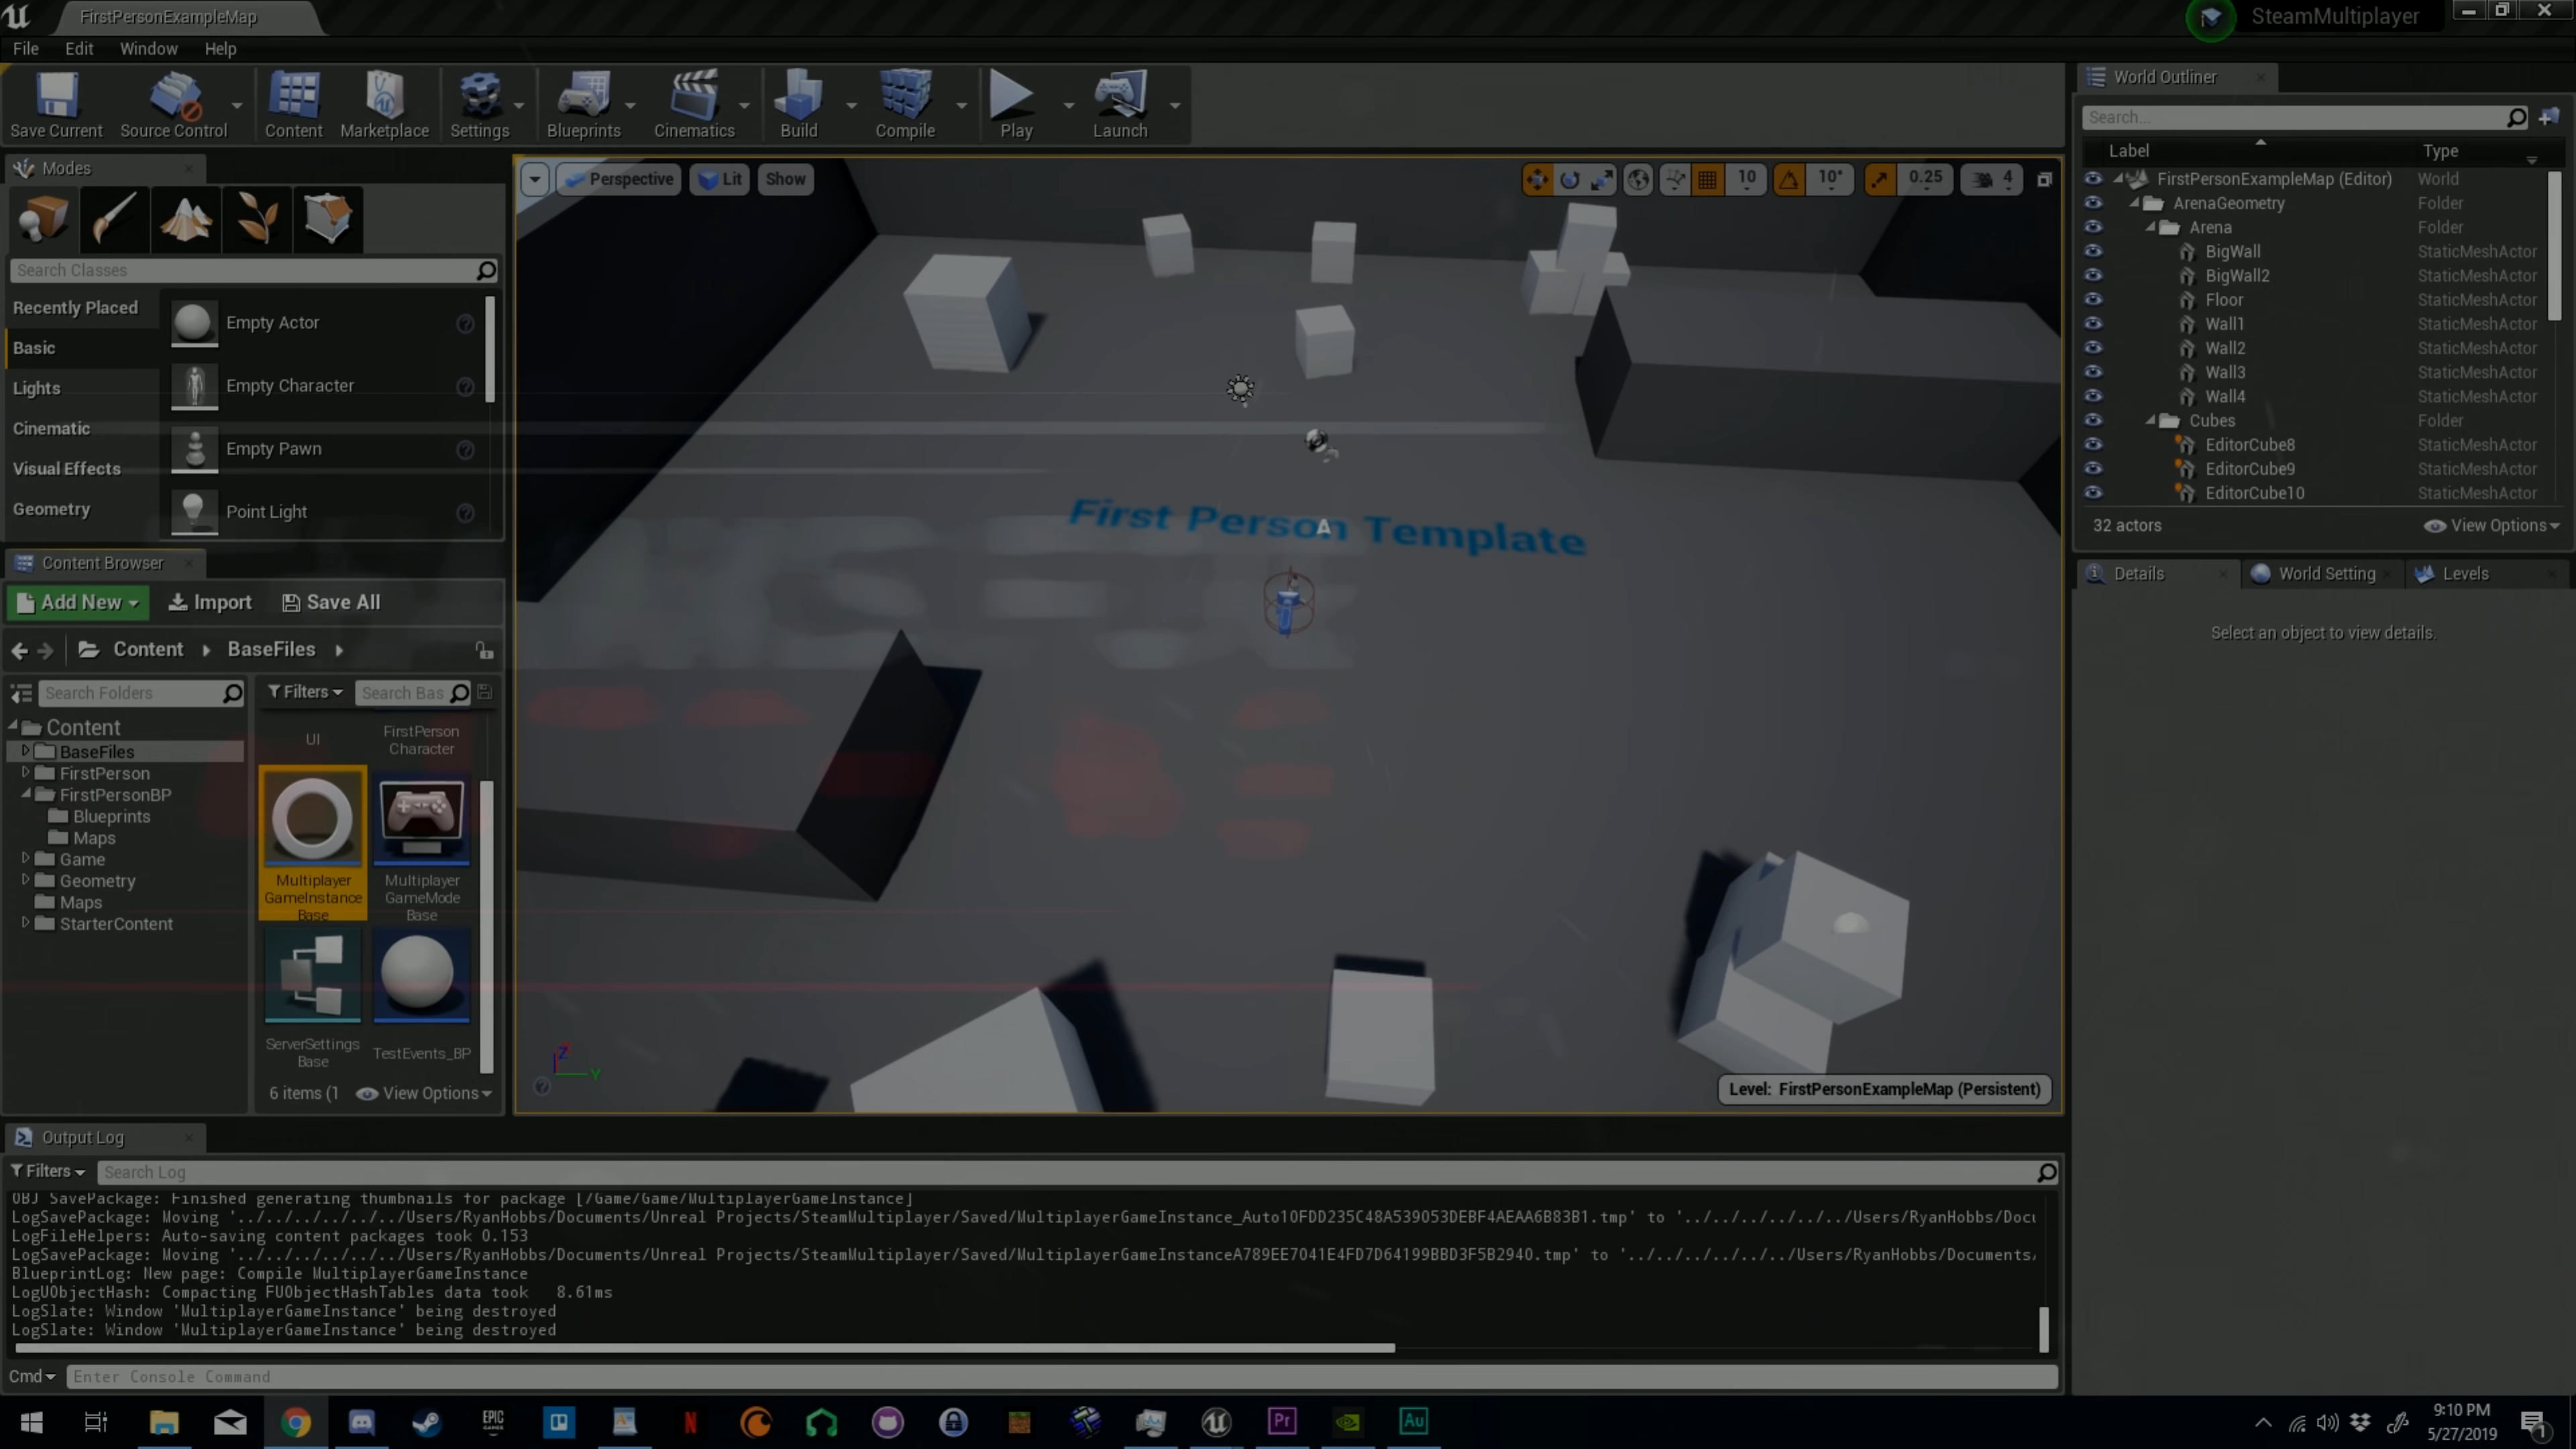 FirstPersonExampleMap
SteamMultiplayer
File Edit Window Help
Save Current Source Control Content Marketplace Settings Blueprints Cinematics Build Compile Play Launch
Modes
Search Classes
Recently Placed
Basic
Lights
Cinematic
Visual Effects
Geometry
Empty Actor
Empty Character
Empty Pawn
Point Light
Content Browser
Add New Import Save All
Content BaseFiles
Search Folders
Content
BaseFiles
FirstPerson
FirstPersonBP
Blueprints
Maps
Game
Geometry
Maps
StarterContent
Filters Search Bas
UI
FirstPerson
Character
Multiplayer
GameInstance
Base
Multiplayer
GameMode
Base
ServerSettings
Base
TestEvents_BP
6 items (1 View Options
Perspective Lit Show
10 10° 0.25 4
First Person Template
Z
Y
Level: FirstPersonExampleMap (Persistent)
World Outliner
Search...
Label Type
FirstPersonExampleMap (Editor) World
ArenaGeometry Folder
Arena Folder
BigWall StaticMeshActor
BigWall2 StaticMeshActor
Floor StaticMeshActor
Wall1 StaticMeshActor
Wall2 StaticMeshActor
Wall3 StaticMeshActor
Wall4 StaticMeshActor
Cubes Folder
EditorCube8 StaticMeshActor
EditorCube9 StaticMeshActor
EditorCube10 StaticMeshActor
32 actors View Options
Details World Setting Levels
Select an object to view details.
Output Log
Filters Search Log
OBJ SavePackage: Finished generating thumbnails for package [/Game/Game/MultiplayerGameInstance]
LogSavePackage: Moving '../../../../../../Users/RyanHobbs/Documents/Unreal Projects/SteamMultiplayer/Saved/MultiplayerGameInstance_Auto10FDD235C48A539053DEBF4AEAA6B83B1.tmp' to '../../../../../../Users/RyanHobbs/Docu
LogFileHelpers: Auto-saving content packages took 0.153
LogSavePackage: Moving '../../../../../../Users/RyanHobbs/Documents/Unreal Projects/SteamMultiplayer/Saved/MultiplayerGameInstanceA789EE7041E4FD7D64199BBD3F5B2940.tmp' to '../../../../../../Users/RyanHobbs/Documents/
BlueprintLog: New page: Compile MultiplayerGameInstance
LogUObjectHash: Compacting FUObjectHashTables data took 8.61ms
LogSlate: Window 'MultiplayerGameInstance' being destroyed
LogSlate: Window 'MultiplayerGameInstance' being destroyed
Cmd Enter Console Command
EPIC GAMES
N
Pr
Au
9:10 PM
5/27/2019
1